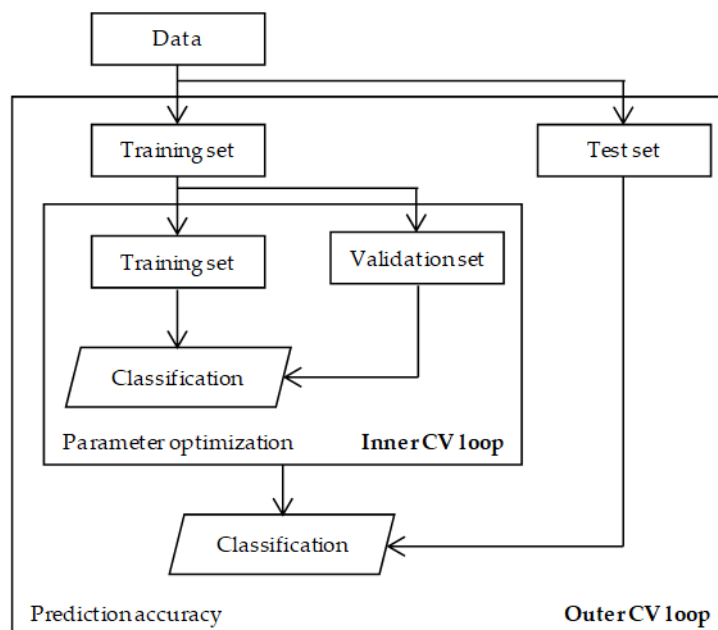 Data
Training set
Test set
Training set
Validation set
Classification
Parameter optimization
Inner CV loop
Classification
Prediction accuracy
Outer CV loop